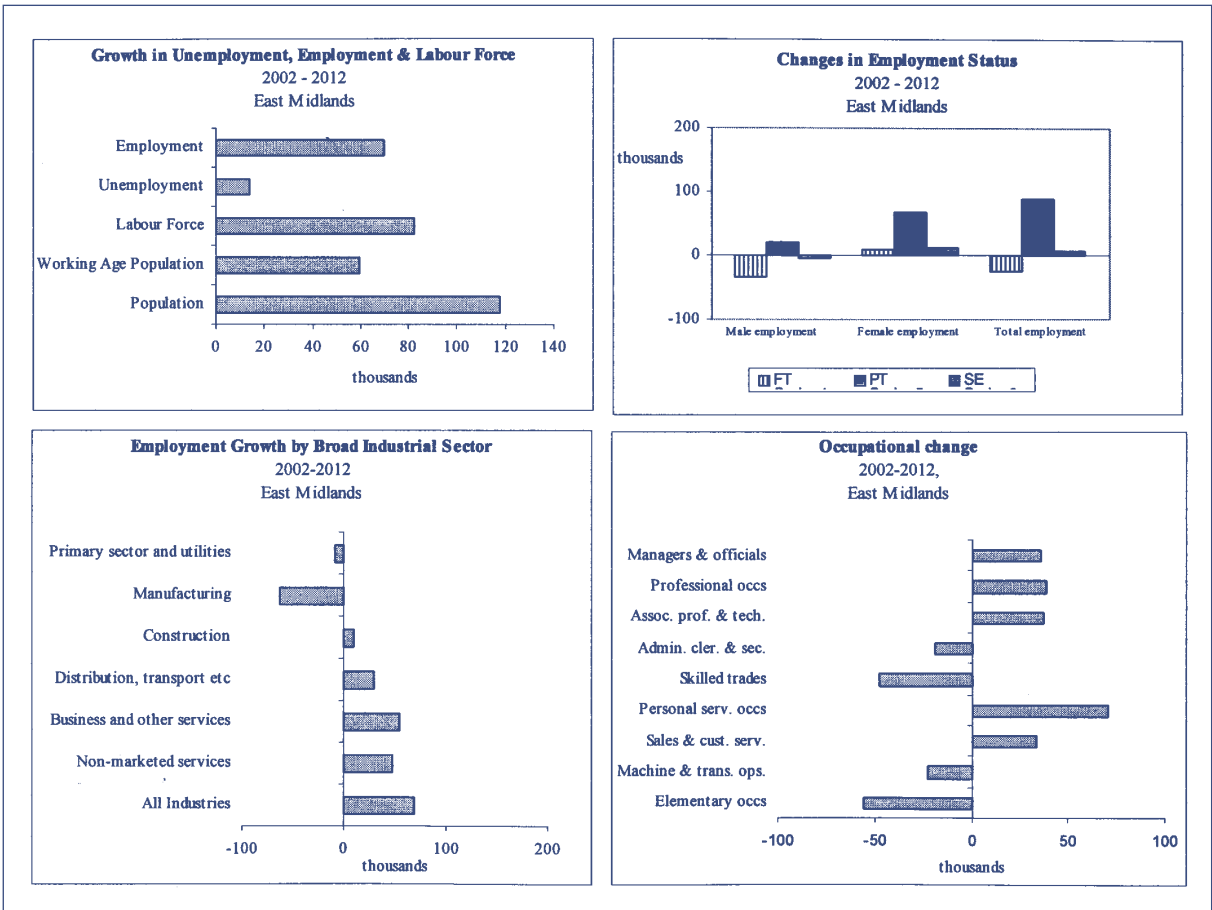 Growth in Unemployment, Employment & Labour Force
2002 - 2012
East Midlands
Employment
Unemployment
Labour Force
Working Age Population
Population
0 20 40 60 80 100 120 140
thousands
Changes in Employment Status
2002 - 2012
East Midlands
200
thousands
100
0
-100
Male employment Female employment Total employment
FT PT SE
Employment Growth by Broad Industrial Sector
2002-2012
East Midlands
Primary sector and utilities
Manufacturing
Construction
Distribution, transport etc
Business and other services
Non-marketed services
All Industries
-100 0 100 200
thousands
Occupational change
2002-2012,
East Midlands
Managers & officials
Professional occs
Assoc. prof. & tech.
Admin. cler. & sec.
Skilled trades
Personal serv. occs
Sales & cust. serv.
Machine & trans. ops.
Elementary occs
-100 -50 0 50 100
thousands